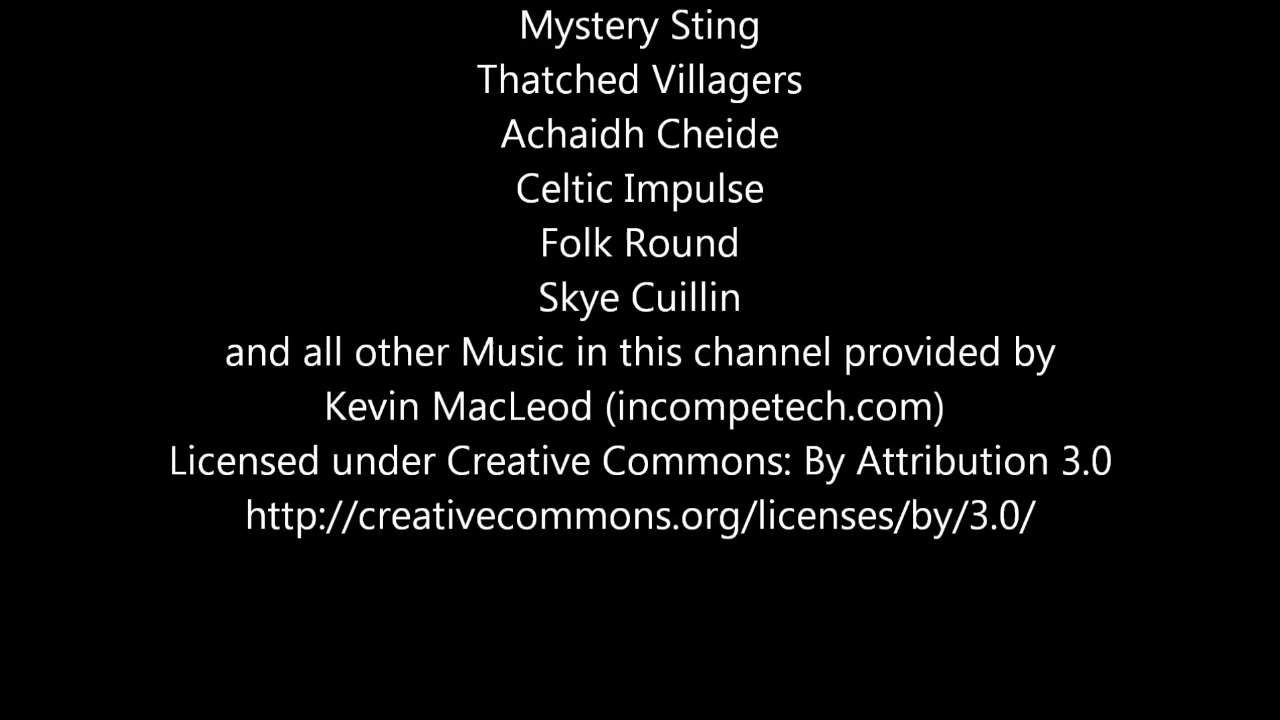 Mystery Sting
Thatched Villagers
Achaidh Cheide
Celtic Impulse
Folk Round
Skye Cuillin
and all other Music in this channel provided by
Kevin MacLeod (incompetech.com)
Licensed under Creative Commons: By Attribution 3.0
http://creativecommons.org/licenses/by/3.0/